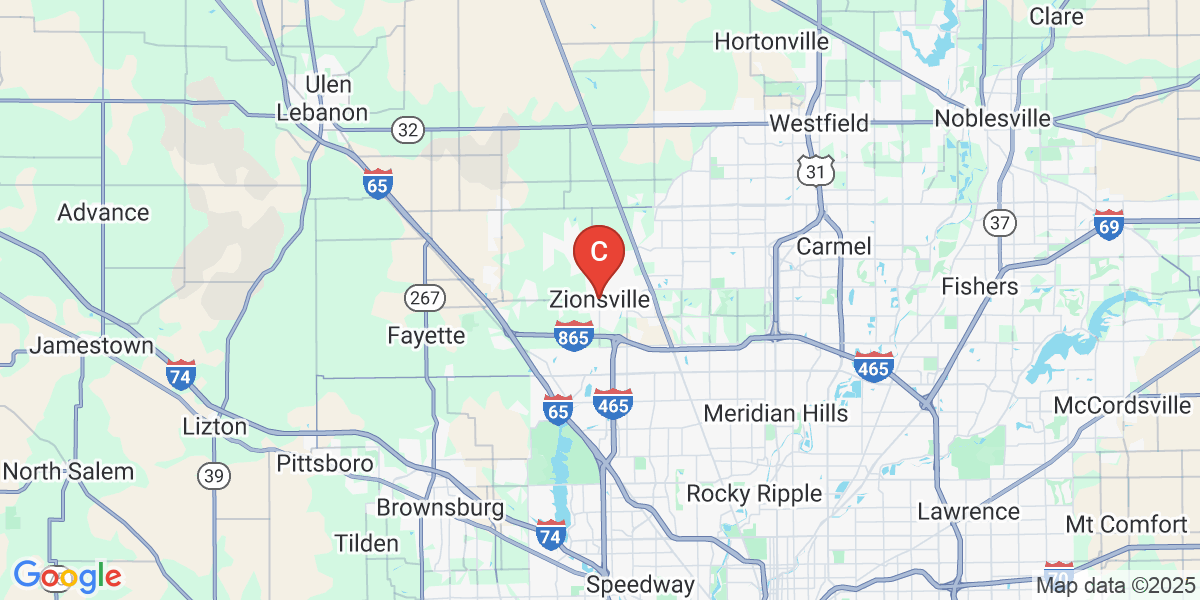 Clare
Hortonville
Ulen
Lebanon
32
Westfield
Noblesville
31
65
Advance
37
69
C
Carmel
Zionsville
Fishers
267
Fayette
865
Jamestown
74
465
465
65
Meridian Hills
McCordsville
Lizton
Pittsboro
North Salem
39
Rocky Ripple
Brownsburg
Lawrence
Mt Comfort
74
Tilden
Google
Speedway
Map data ©2025